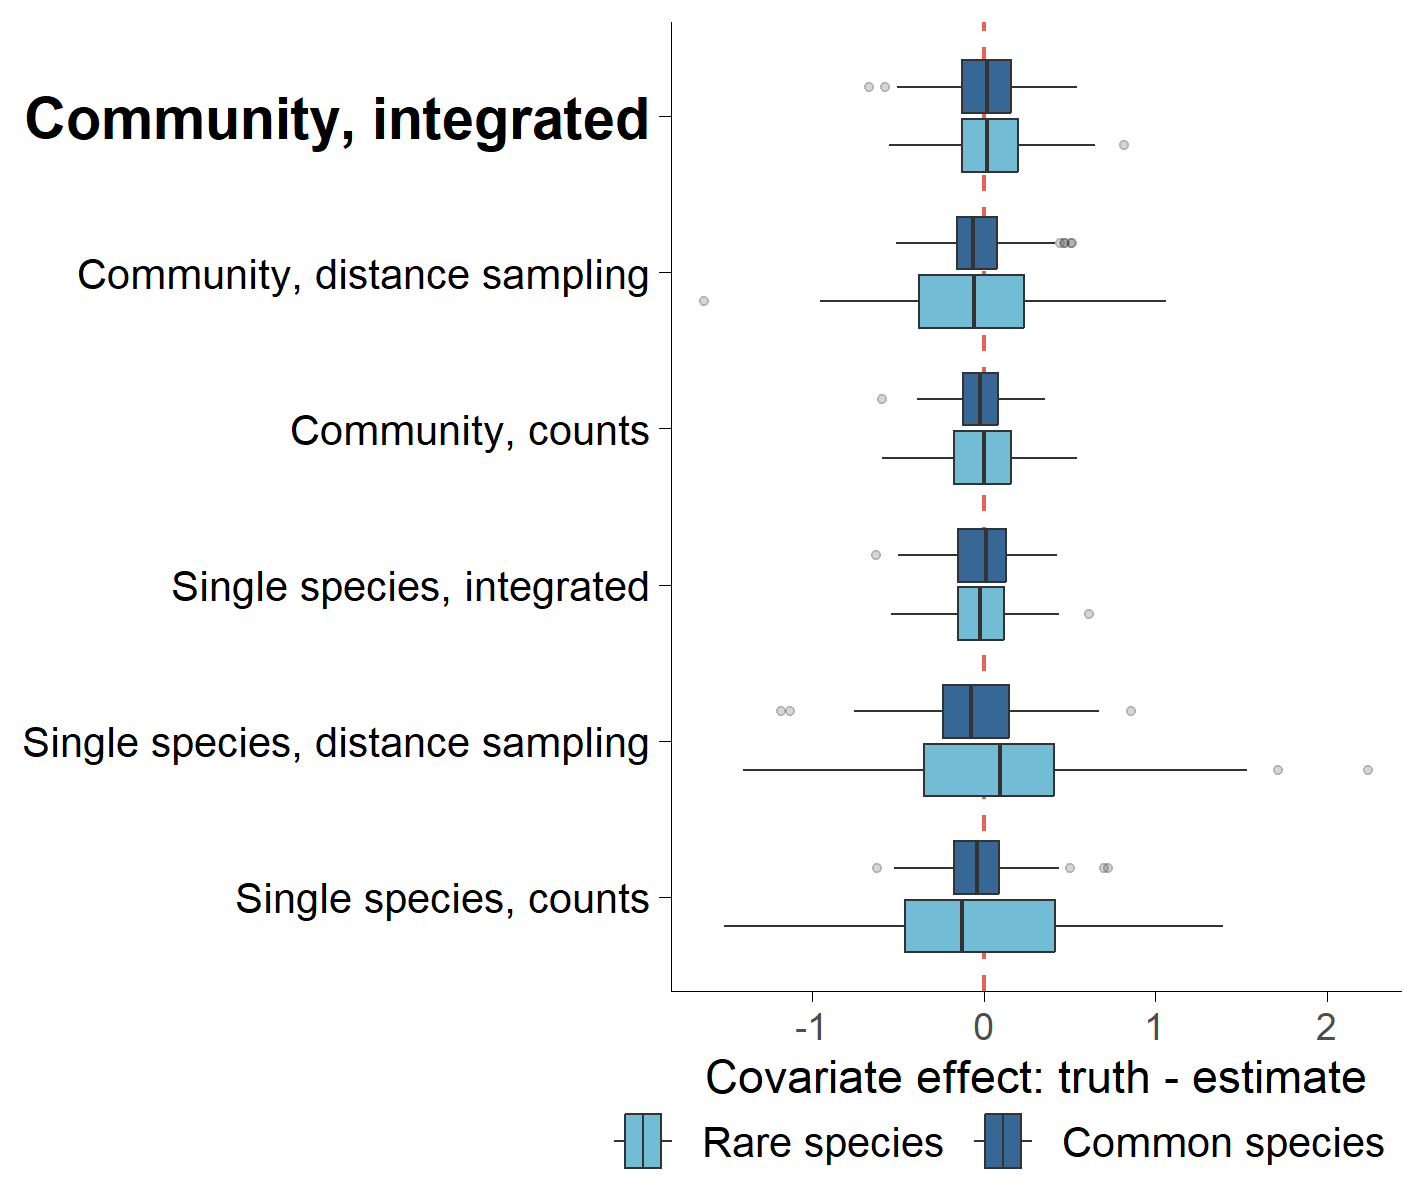 Community, integrated
Community, distance sampling
Community, counts
Single species, integrated
Single species, distance sampling
Single species, counts
-1 0 1 2
Covariate effect: truth - estimate
Rare species Common species